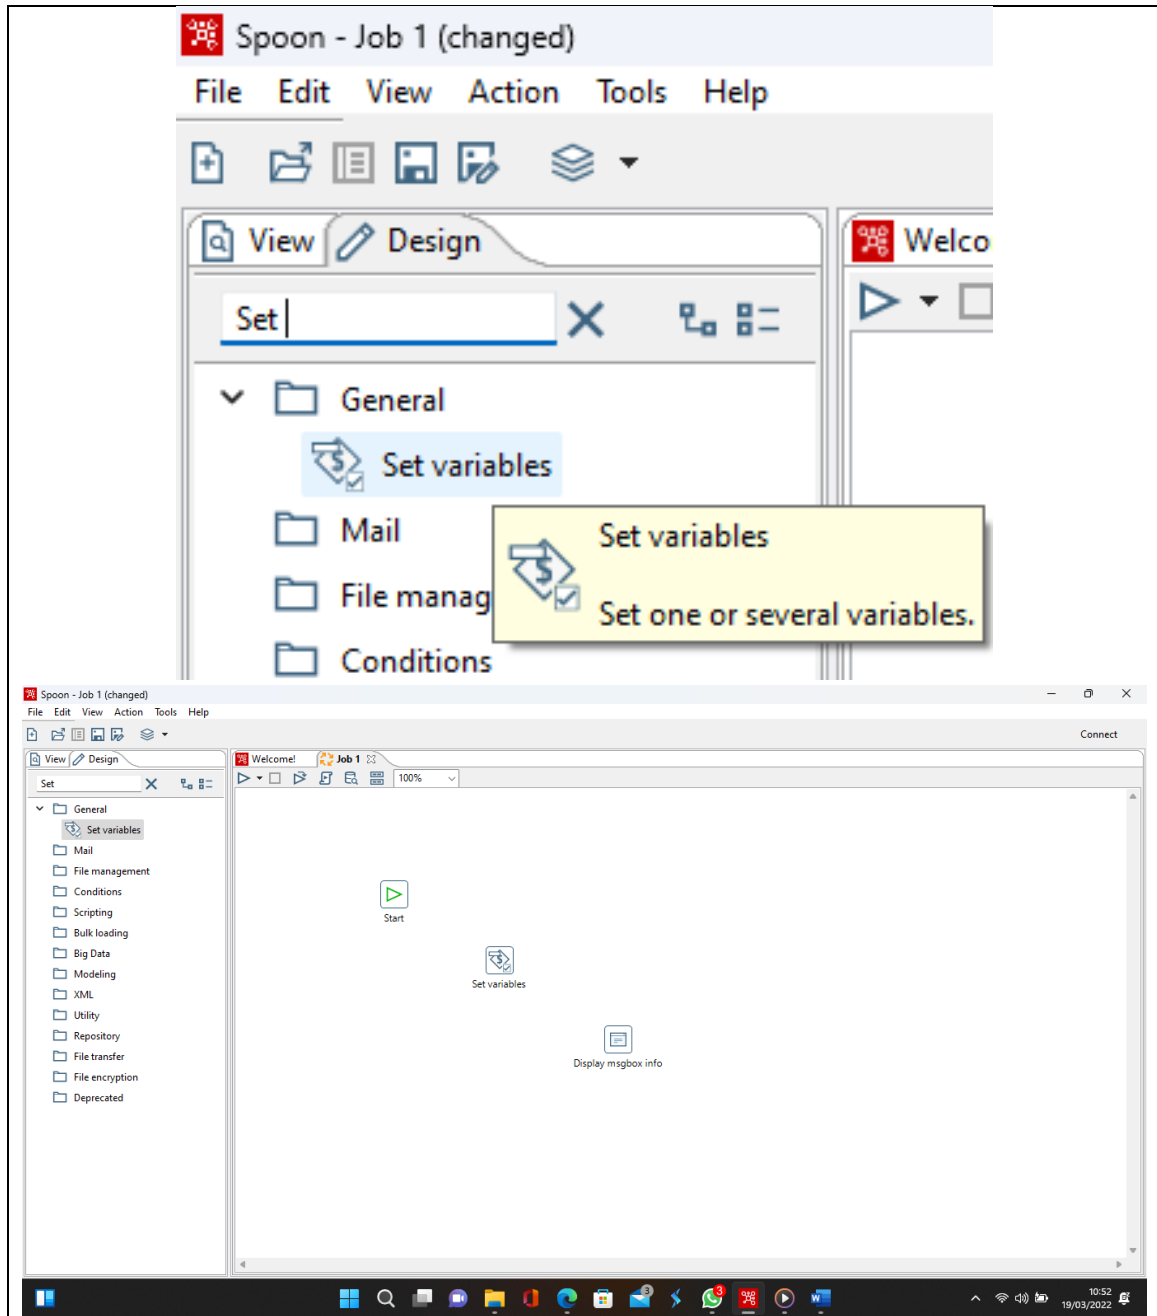 Spoon - Job 1 (changed)
File Edit View Action Tools Help
View Design
Welco
Set
General
Set variables
Mail
File manag
Conditions
Set variables
Set one or several variables.
Spoon - Job 1 (changed)
File Edit View Action Tools Help
Connect
View Design
Welcome! Job 1
Set
100%
General
Set variables
Mail
File management
Conditions
Scripting
Bulk loading
Big Data
Modeling
XML
Utility
Repository
File transfer
File encryption
Deprecated
Start
Set variables
Display msgbox info
3
3
10:52
19/03/2022